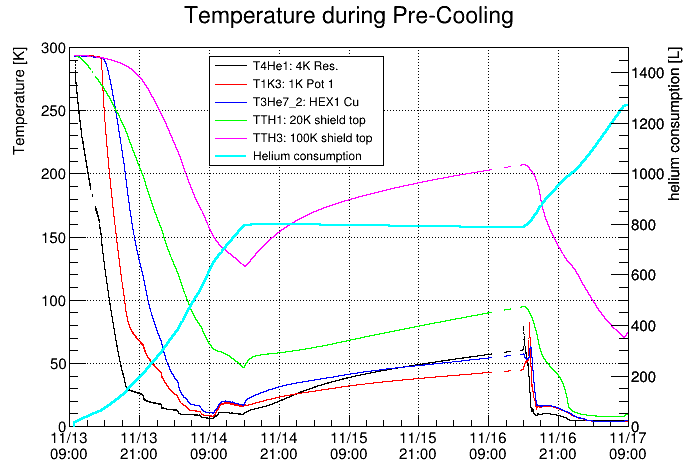 Temperature during Pre-Cooling
Temperature [K]
helium consumption [L]
300
250
200
150
100
50
0
1400
1200
1000
800
600
400
200
0
T4He1: 4K Res.
T1K3: 1K Pot 1
T3He7_2: HEX1 Cu
TTH1: 20K shield top
TTH3: 100K shield top
Helium consumption
11/13 11/13 11/14 11/14 11/15 11/15 11/16 11/16 11/17
09:00 21:00 09:00 21:00 09:00 21:00 09:00 21:00 09:00